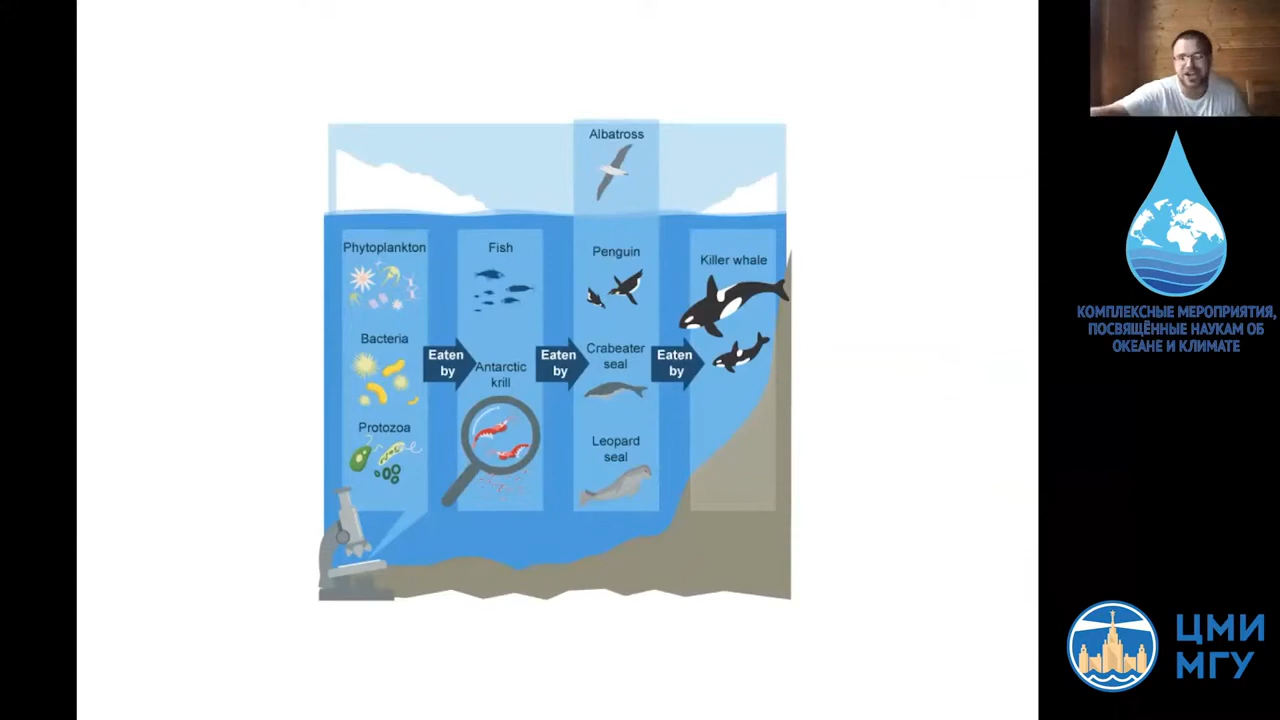 Albatross
Phytoplankton
Fish
Penguin
Killer whale
Bacteria
Eaten
by
Antarctic
krill
Eaten
by
Crabeater
seal
Eaten
by
Protozoa
Leopard
seal
КОМПЛЕКСНЫЕ МЕРОПРИЯТИЯ,
ПОСВЯЩЁННЫЕ НАУКАМ ОБ
ОКЕАНЕ И КЛИМАТЕ
ЦМИ
МГУ